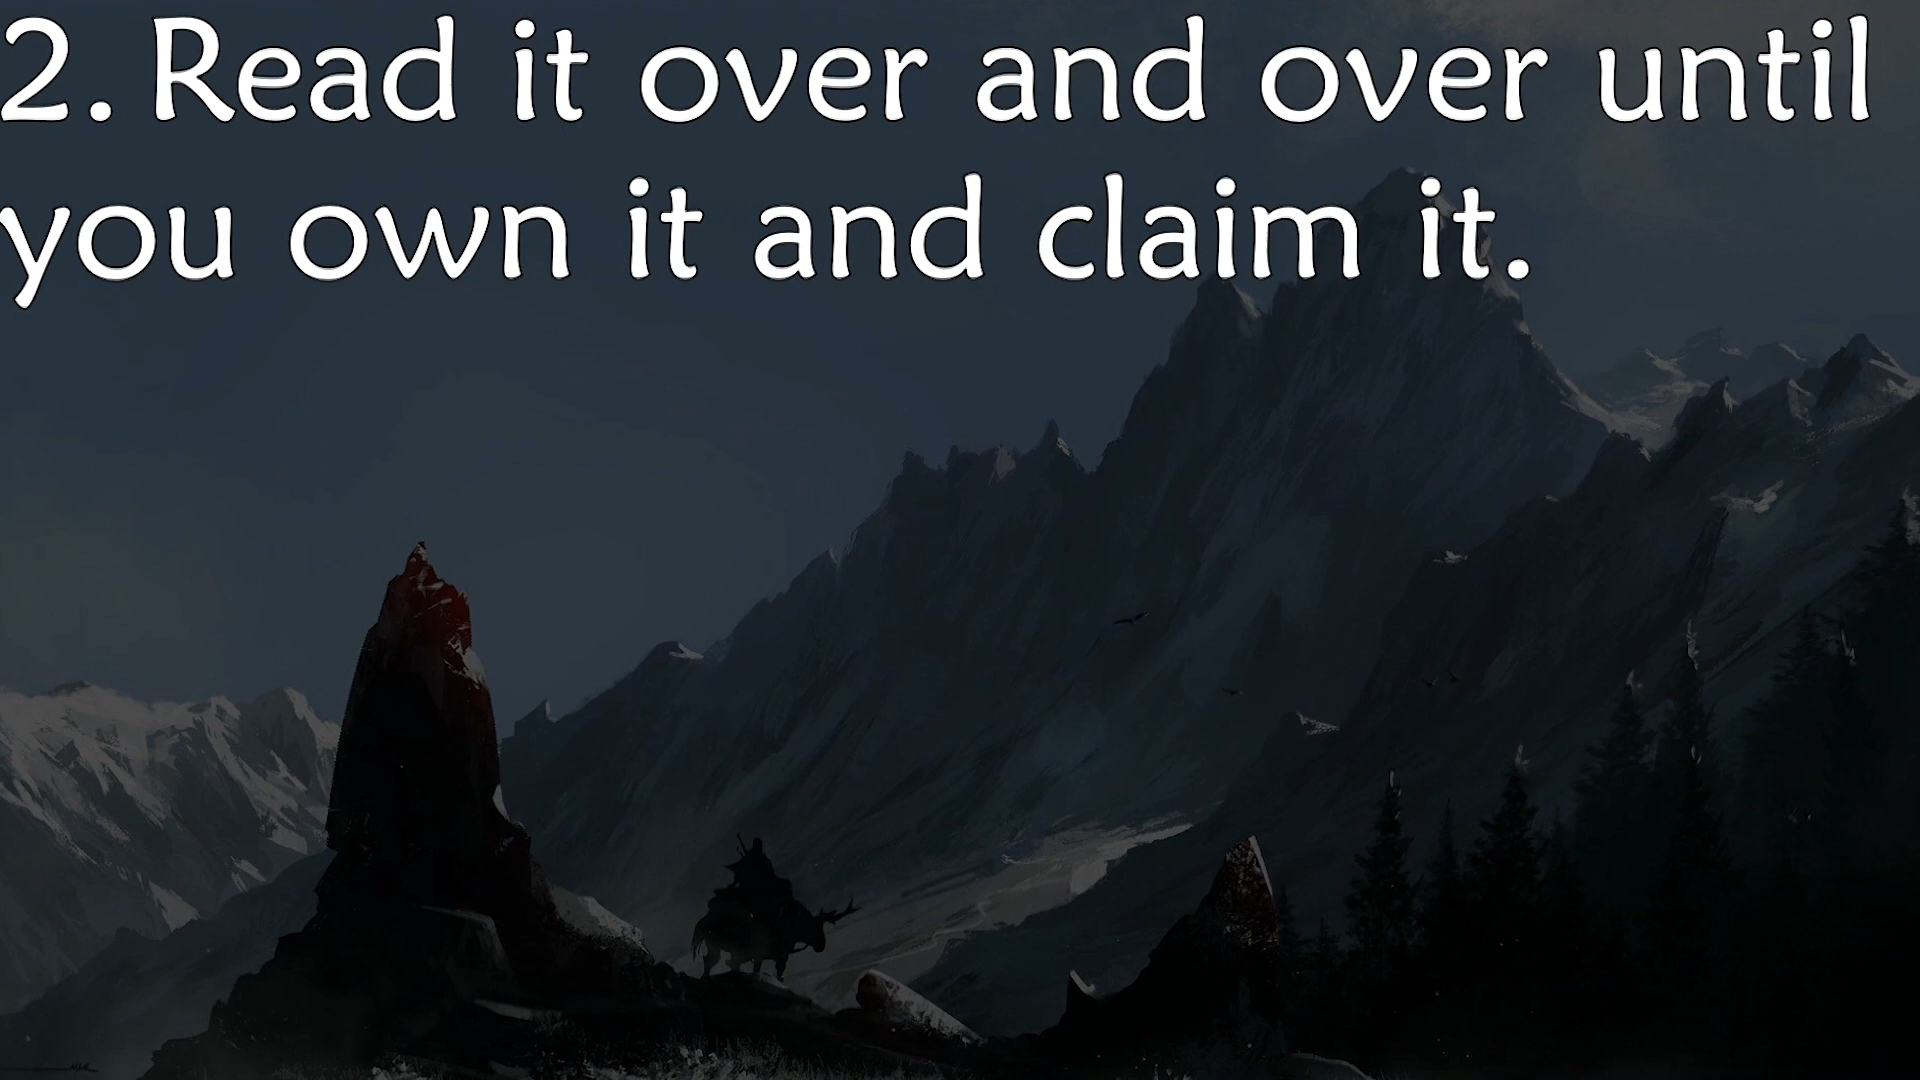 2. Read it over and over until
you own it and claim it.